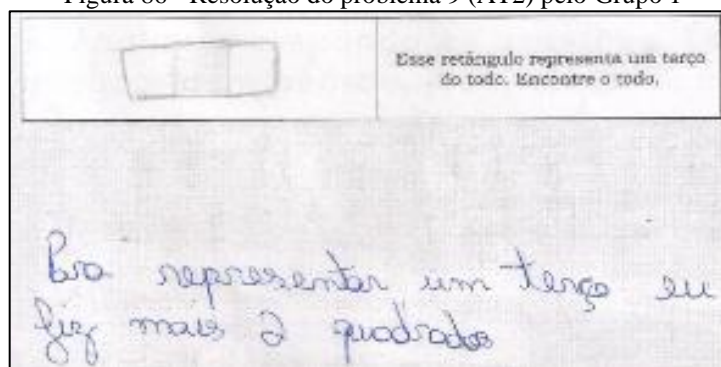 Figura 86 - Resolução do problema 9 (AT2) pelo Grupo 1
Esse retângulo representa um terço
do todo. Encontre o todo.
Pra representar um terço eu
fiz mais 2 quadrados